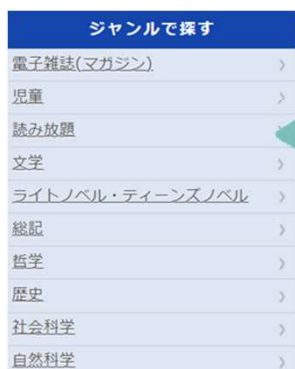 ジャンルで探す
電子雑誌(マガジン)
児童
読み放題
文学
ライトノベル・ティーンズノベル
総記
哲学
歴史
社会科学
自然科学